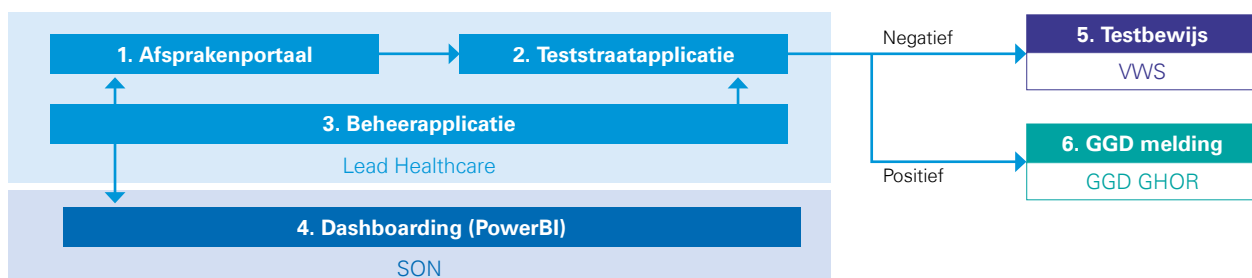 1. Afsprakenportaal
2. Teststraatapplicatie
Negatief
5. Testbewijs
VWS
3. Beheerapplicatie
Lead Healthcare
Positief
6. GGD melding
GGD GHOR
4. Dashboarding (PowerBI)
SON